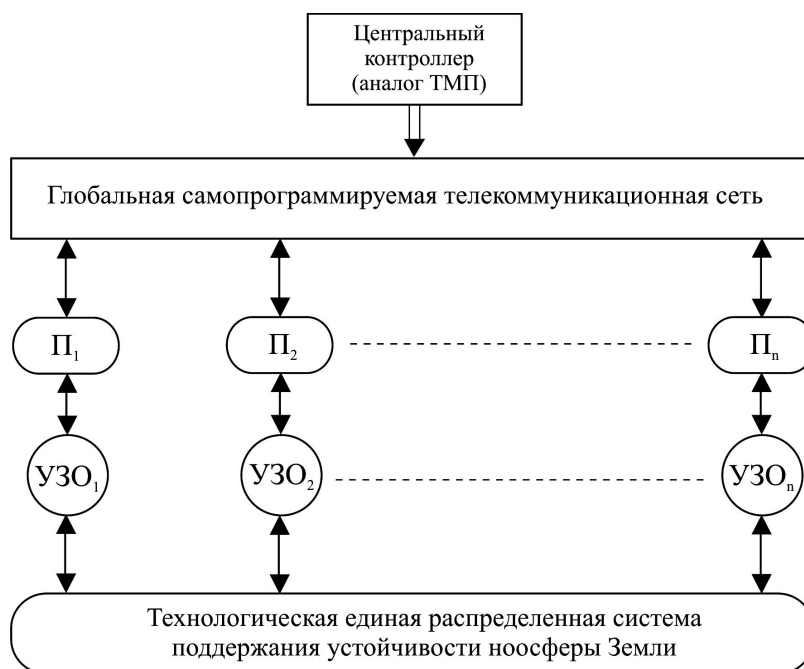 Центральный
контроллер
(аналог ТМП)
Глобальная самопрограммируемая телекоммуникационная сеть
П₁ П₂ Пₙ
УЗО₁ УЗО₂ УЗОₙ
Технологическая единая распределенная система
поддержания устойчивости ноосферы Земли